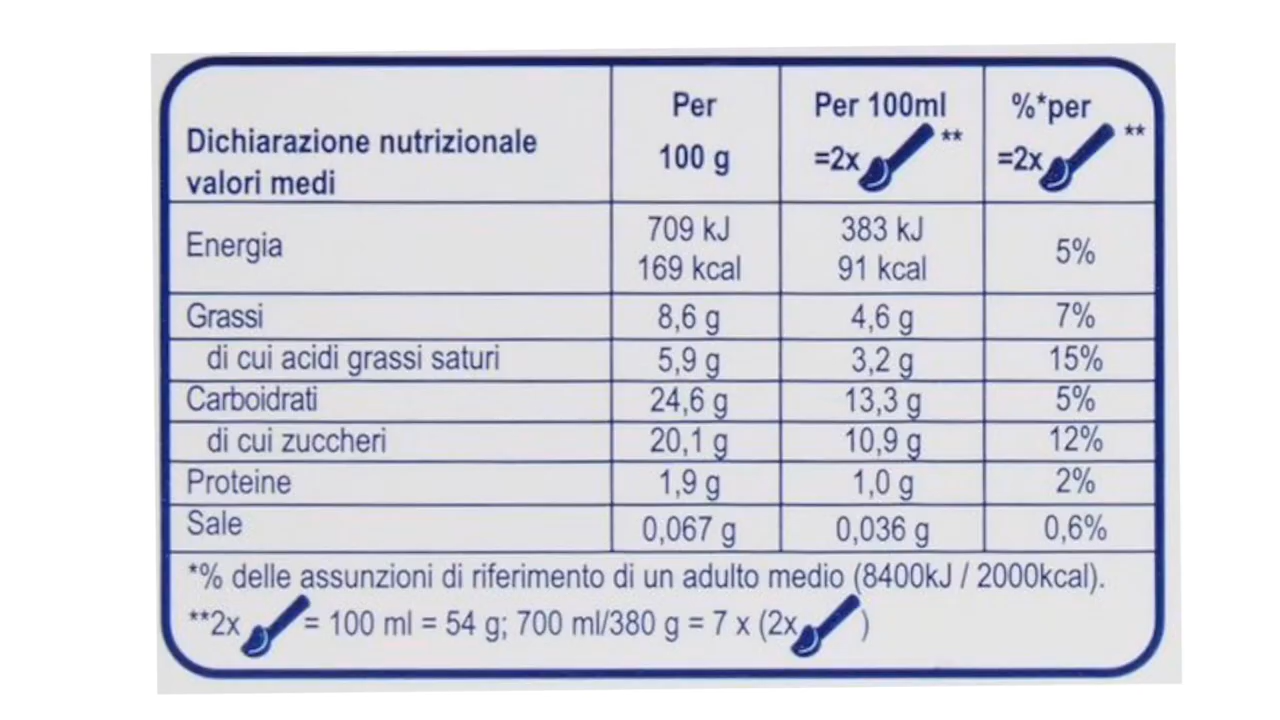 Dichiarazione nutrizionale valori medi Per 100 g Per 100ml =2x ** %*per =2x **
Energia 709 kJ 169 kcal 383 kJ 91 kcal 5%
Grassi 8,6 g 4,6 g 7%
di cui acidi grassi saturi 5,9 g 3,2 g 15%
Carboidrati 24,6 g 13,3 g 5%
di cui zuccheri 20,1 g 10,9 g 12%
Proteine 1,9 g 1,0 g 2%
Sale 0,067 g 0,036 g 0,6%
*% delle assunzioni di riferimento di un adulto medio (8400kJ / 2000kcal).
**2x = 100 ml = 54 g; 700 ml/380 g = 7 x (2x )